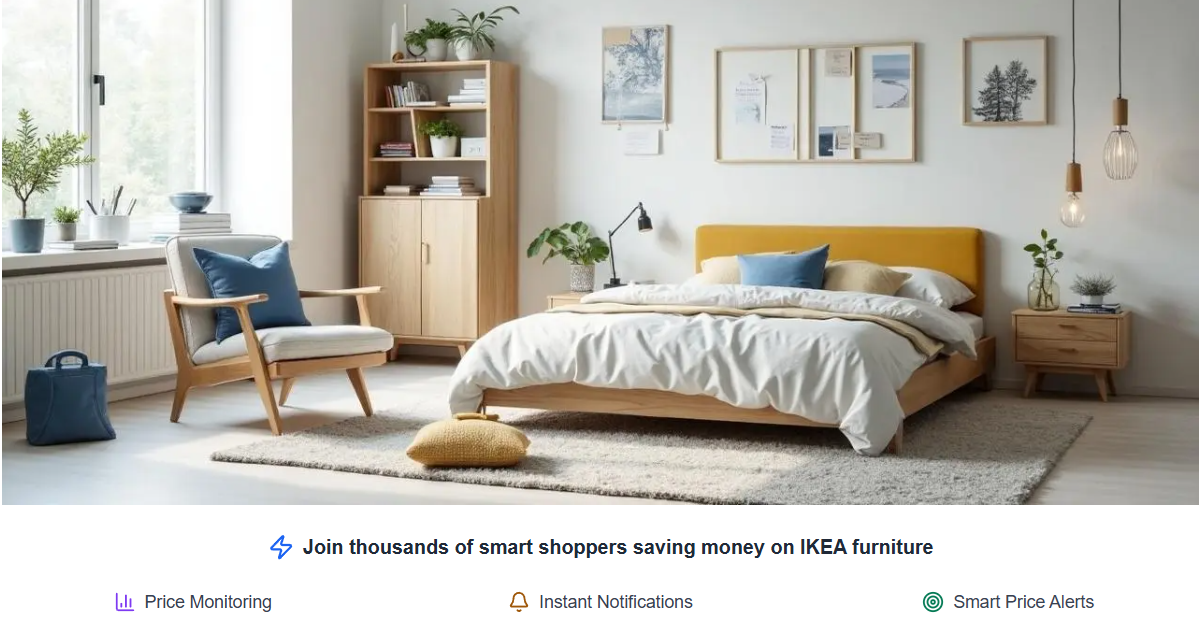 Join thousands of smart shoppers saving money on IKEA furniture
Price Monitoring
Instant Notifications
Smart Price Alerts